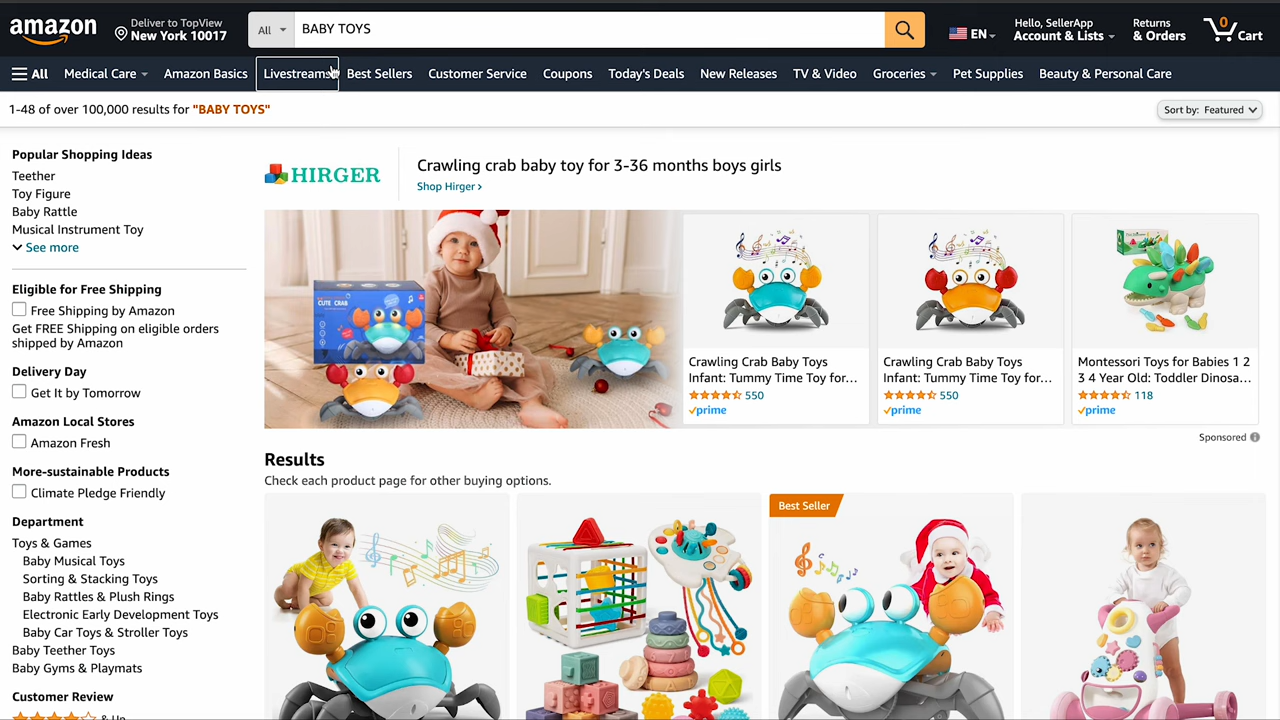 amazon
Deliver to TopView
New York 10017
All
BABY TOYS
EN
Hello, SellerApp
Account & Lists
Returns
& Orders
0
Cart
All
Medical Care
Amazon Basics
Livestreams
Best Sellers
Customer Service
Coupons
Today's Deals
New Releases
TV & Video
Groceries
Pet Supplies
Beauty & Personal Care
1-48 of over 100,000 results for "BABY TOYS"
Sort by: Featured
Popular Shopping Ideas
Teether
Toy Figure
Baby Rattle
Musical Instrument Toy
See more
Eligible for Free Shipping
Free Shipping by Amazon
Get FREE Shipping on eligible orders
shipped by Amazon
Delivery Day
Get It by Tomorrow
Amazon Local Stores
Amazon Fresh
More-sustainable Products
Climate Pledge Friendly
Department
Toys & Games
Baby Musical Toys
Sorting & Stacking Toys
Baby Rattles & Plush Rings
Electronic Early Development Toys
Baby Car Toys & Stroller Toys
Baby Teether Toys
Baby Gyms & Playmats
Customer Review
& Up
HIRGER
Crawling crab baby toy for 3-36 months boys girls
Shop Hirger ›
CUTE CRAB
Crawling Crab Baby Toys
Infant: Tummy Time Toy for...
550
prime
Crawling Crab Baby Toys
Infant: Tummy Time Toy for...
550
prime
Montessori Toys for Babies 1 2
3 4 Year Old: Toddler Dinosa...
118
prime
Sponsored
Results
Check each product page for other buying options.
Best Seller